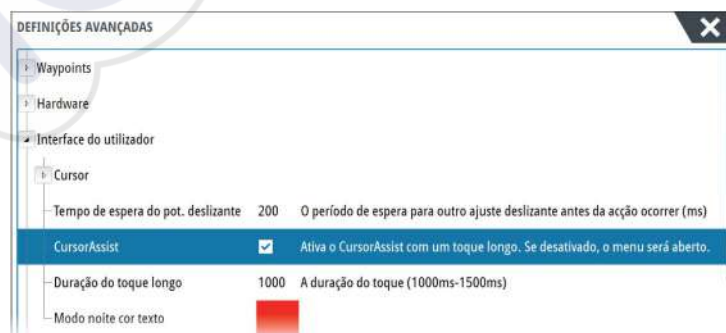 DEFINIÇÕES AVANÇADAS
Waypoints
Hardware
Interface do utilizador
Cursor
Tempo de espera do pot. deslizante 200 O período de espera para outro ajuste deslizante antes da acção ocorrer (ms)
CursorAssist Ativa o CursorAssist com um toque longo. Se desativado, o menu será aberto.
Duração do toque longo 1000 A duração do toque (1000ms-1500ms)
Modo noite cor texto